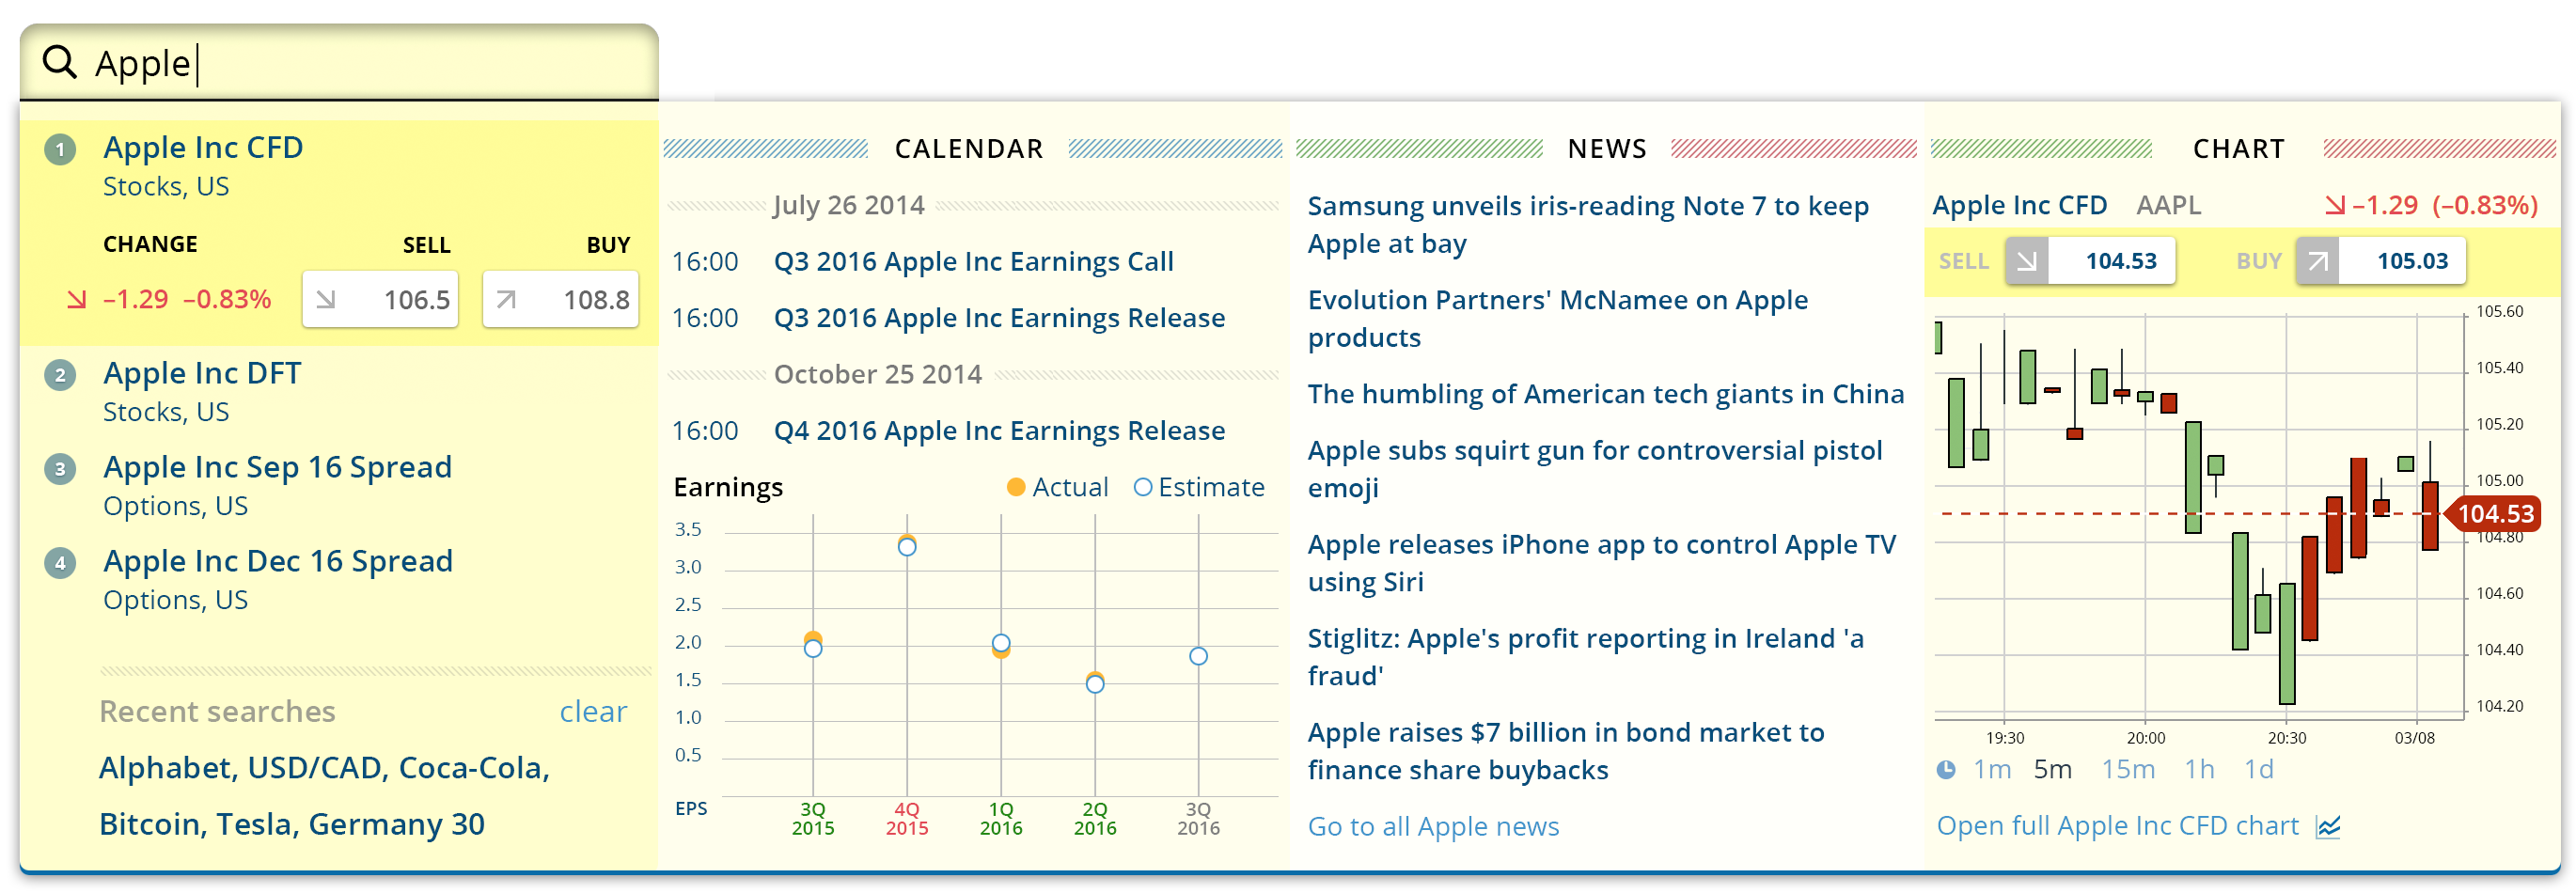 Apple
1
Apple Inc CFD
Stocks, US
CHANGE SELL BUY
–1.29 –0.83% 106.5 108.8
2
Apple Inc DFT
Stocks, US
3
Apple Inc Sep 16 Spread
Options, US
4
Apple Inc Dec 16 Spread
Options, US
Recent searches clear
Alphabet, USD/CAD, Coca-Cola,
Bitcoin, Tesla, Germany 30
CALENDAR
July 26 2014
16:00 Q3 2016 Apple Inc Earnings Call
16:00 Q3 2016 Apple Inc Earnings Release
October 25 2014
16:00 Q4 2016 Apple Inc Earnings Release
Earnings Actual Estimate
3.5
3.0
2.5
2.0
1.5
1.0
0.5
EPS 3Q 4Q 1Q 2Q 3Q
2015 2015 2016 2016 2016
NEWS
Samsung unveils iris-reading Note 7 to keep
Apple at bay
Evolution Partners' McNamee on Apple
products
The humbling of American tech giants in China
Apple subs squirt gun for controversial pistol
emoji
Apple releases iPhone app to control Apple TV
using Siri
Stiglitz: Apple's profit reporting in Ireland 'a
fraud'
Apple raises $7 billion in bond market to
finance share buybacks
Go to all Apple news
CHART
Apple Inc CFD AAPL –1.29 (–0.83%)
SELL 104.53 BUY 105.03
105.60
105.40
105.20
105.00
104.53
104.80
104.60
104.40
104.20
19:30 20:00 20:30 03/08
1m 5m 15m 1h 1d
Open full Apple Inc CFD chart